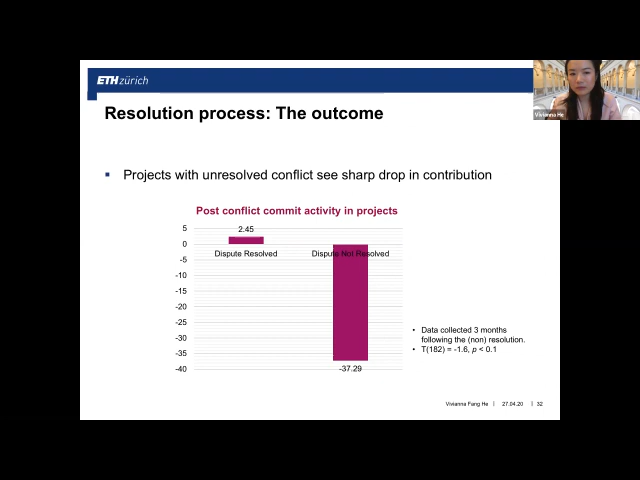 ETH zürich
Vivianna He
Resolution process: The outcome
▪ Projects with unresolved conflict see sharp drop in contribution
Post conflict commit activity in projects
5
0
-5
-10
-15
-20
-25
-30
-35
-40
2.45
Dispute Resolved
Dispute Not Resolved
-37.29
• Data collected 3 months
following the (non) resolution.
• T(182) = -1.6, p < 0.1
Vivianna Fang He | 27.04.20 | 32